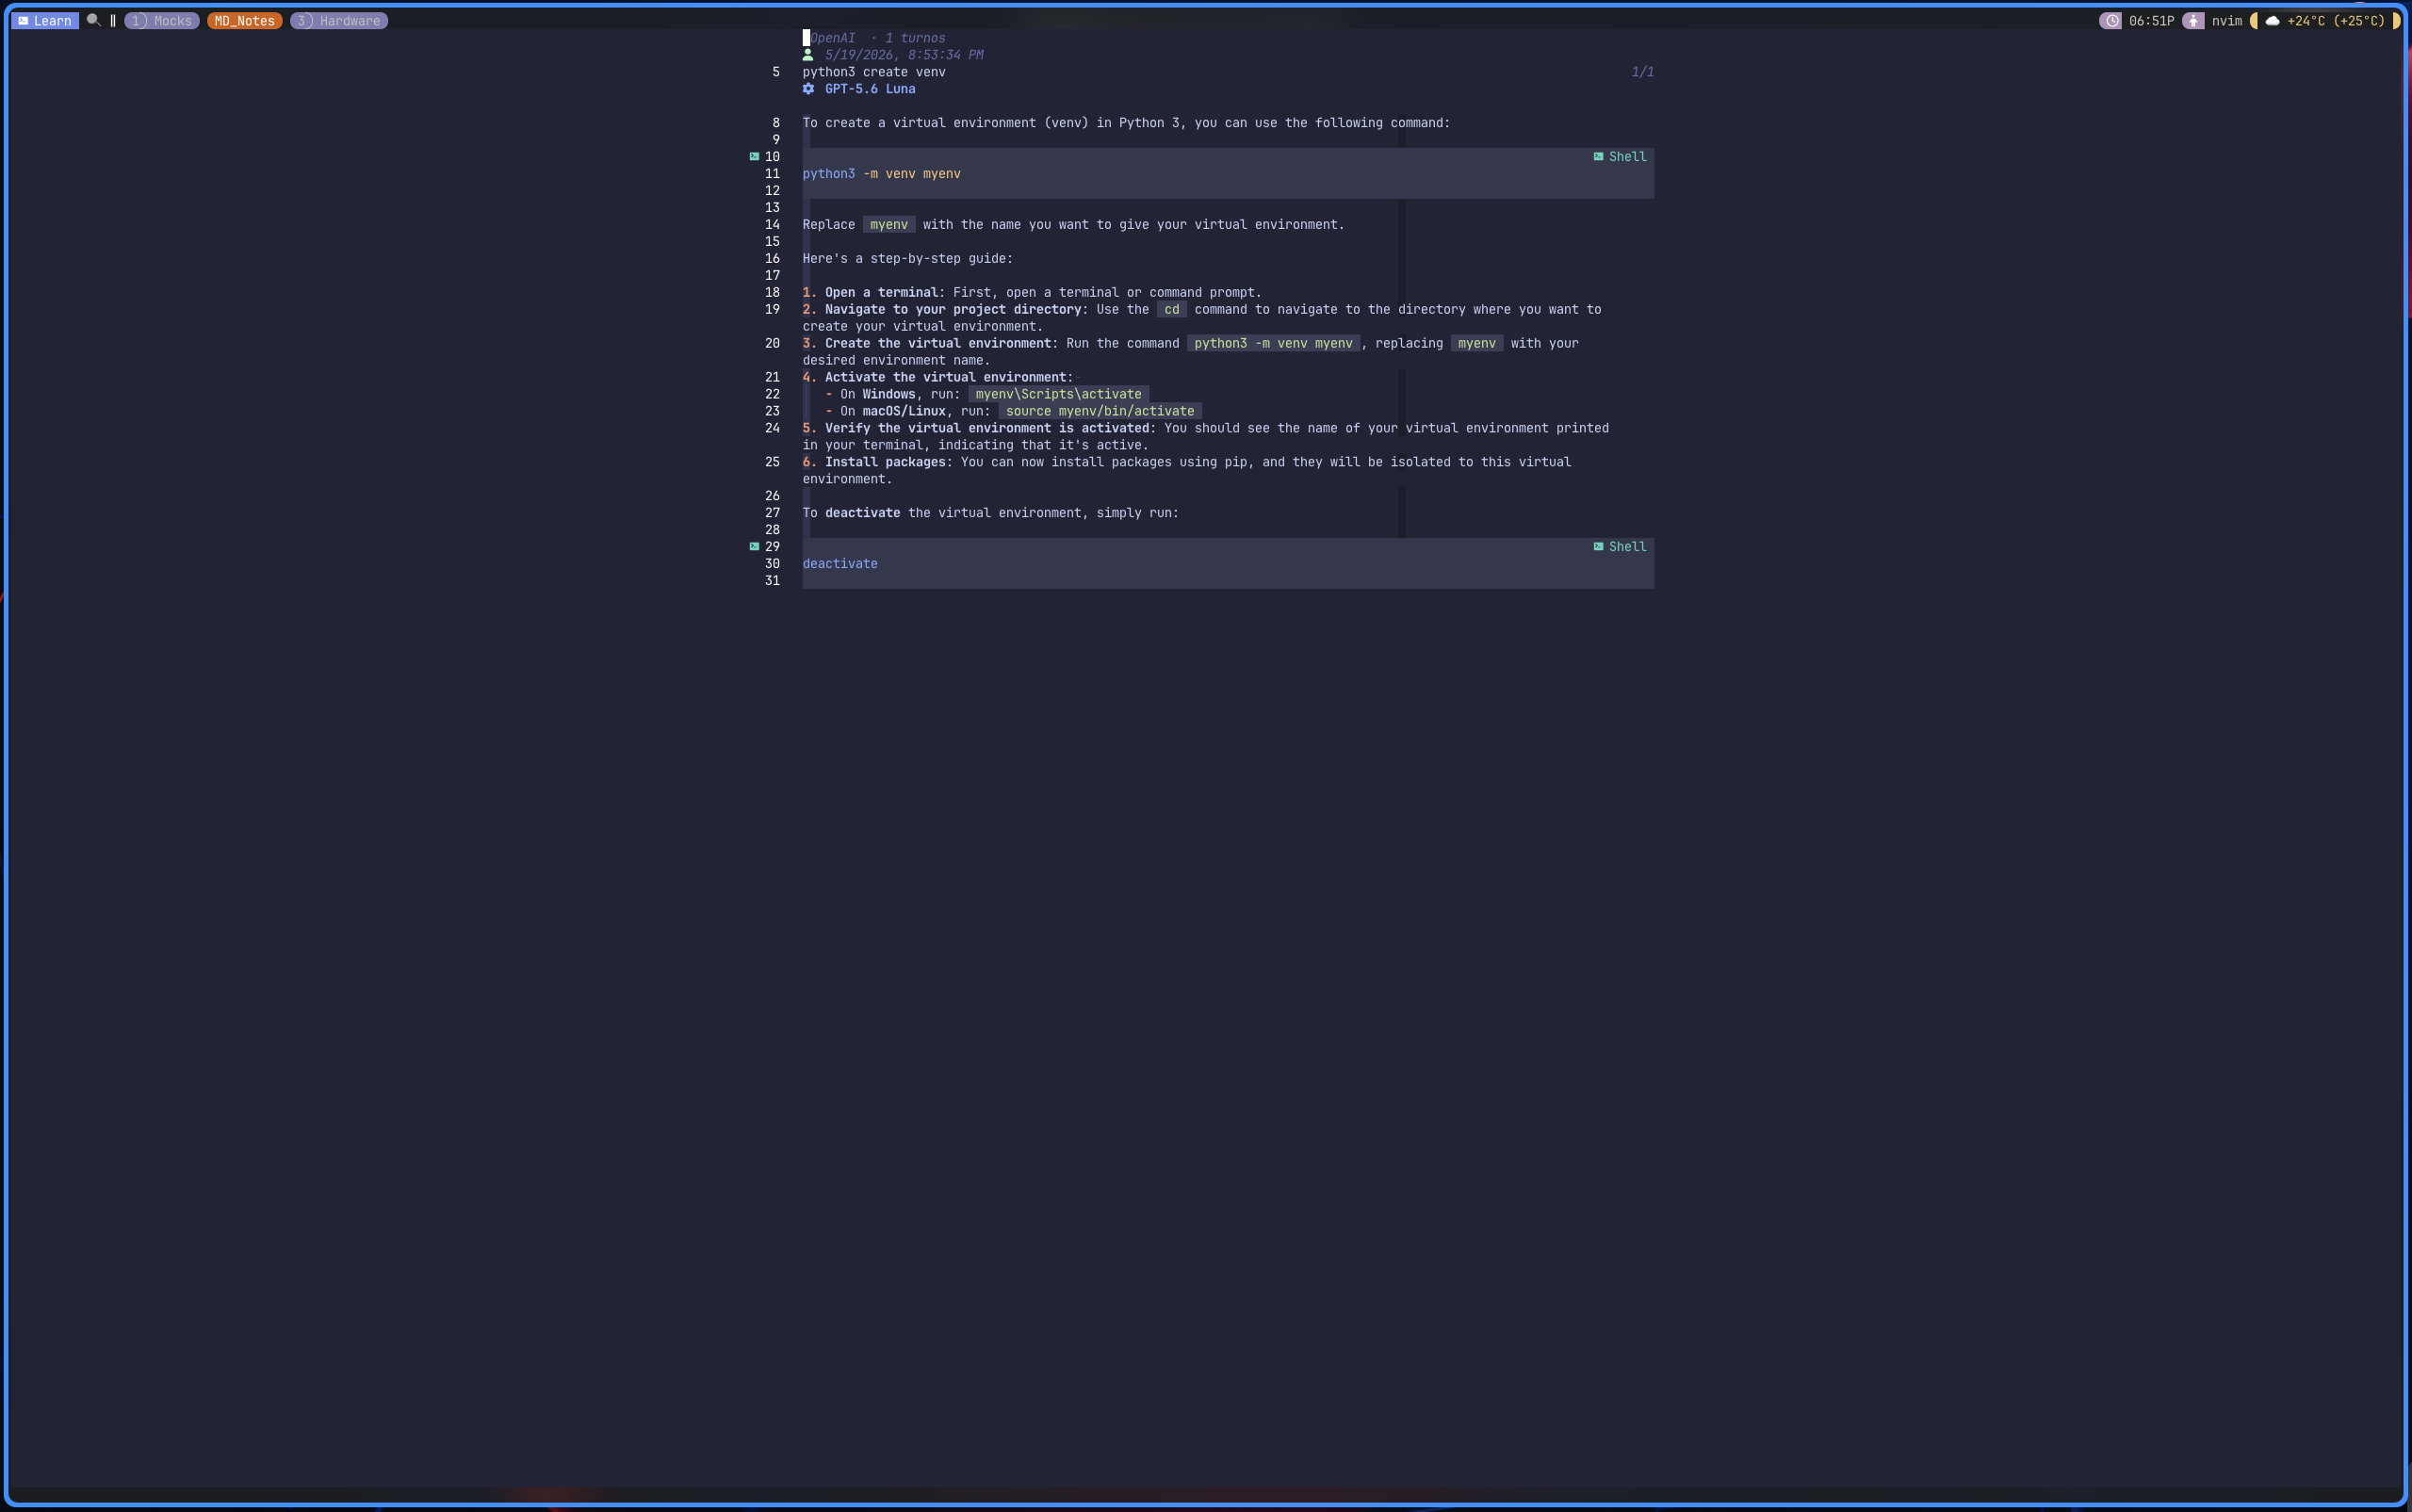 Learn 1) Mocks MD_Notes 3) Hardware 06:51P nvim +24°C (+25°C)
OpenAI · 1 turnos
5/19/2026, 8:53:34 PM
5 python3 create venv 1/1
GPT-5.6 Luna
8 To create a virtual environment (venv) in Python 3, you can use the following command:
9
10 Shell
11 python3 -m venv myenv
12
13
14 Replace myenv with the name you want to give your virtual environment.
15
16 Here's a step-by-step guide:
17
18 1. Open a terminal: First, open a terminal or command prompt.
19 2. Navigate to your project directory: Use the cd command to navigate to the directory where you want to
create your virtual environment.
20 3. Create the virtual environment: Run the command python3 -m venv myenv, replacing myenv with your
desired environment name.
21 4. Activate the virtual environment:
22 - On Windows, run: myenv\Scripts\activate
23 - On macOS/Linux, run: source myenv/bin/activate
24 5. Verify the virtual environment is activated: You should see the name of your virtual environment printed
in your terminal, indicating that it's active.
25 6. Install packages: You can now install packages using pip, and they will be isolated to this virtual
environment.
26
27 To deactivate the virtual environment, simply run:
28
29 Shell
30 deactivate
31